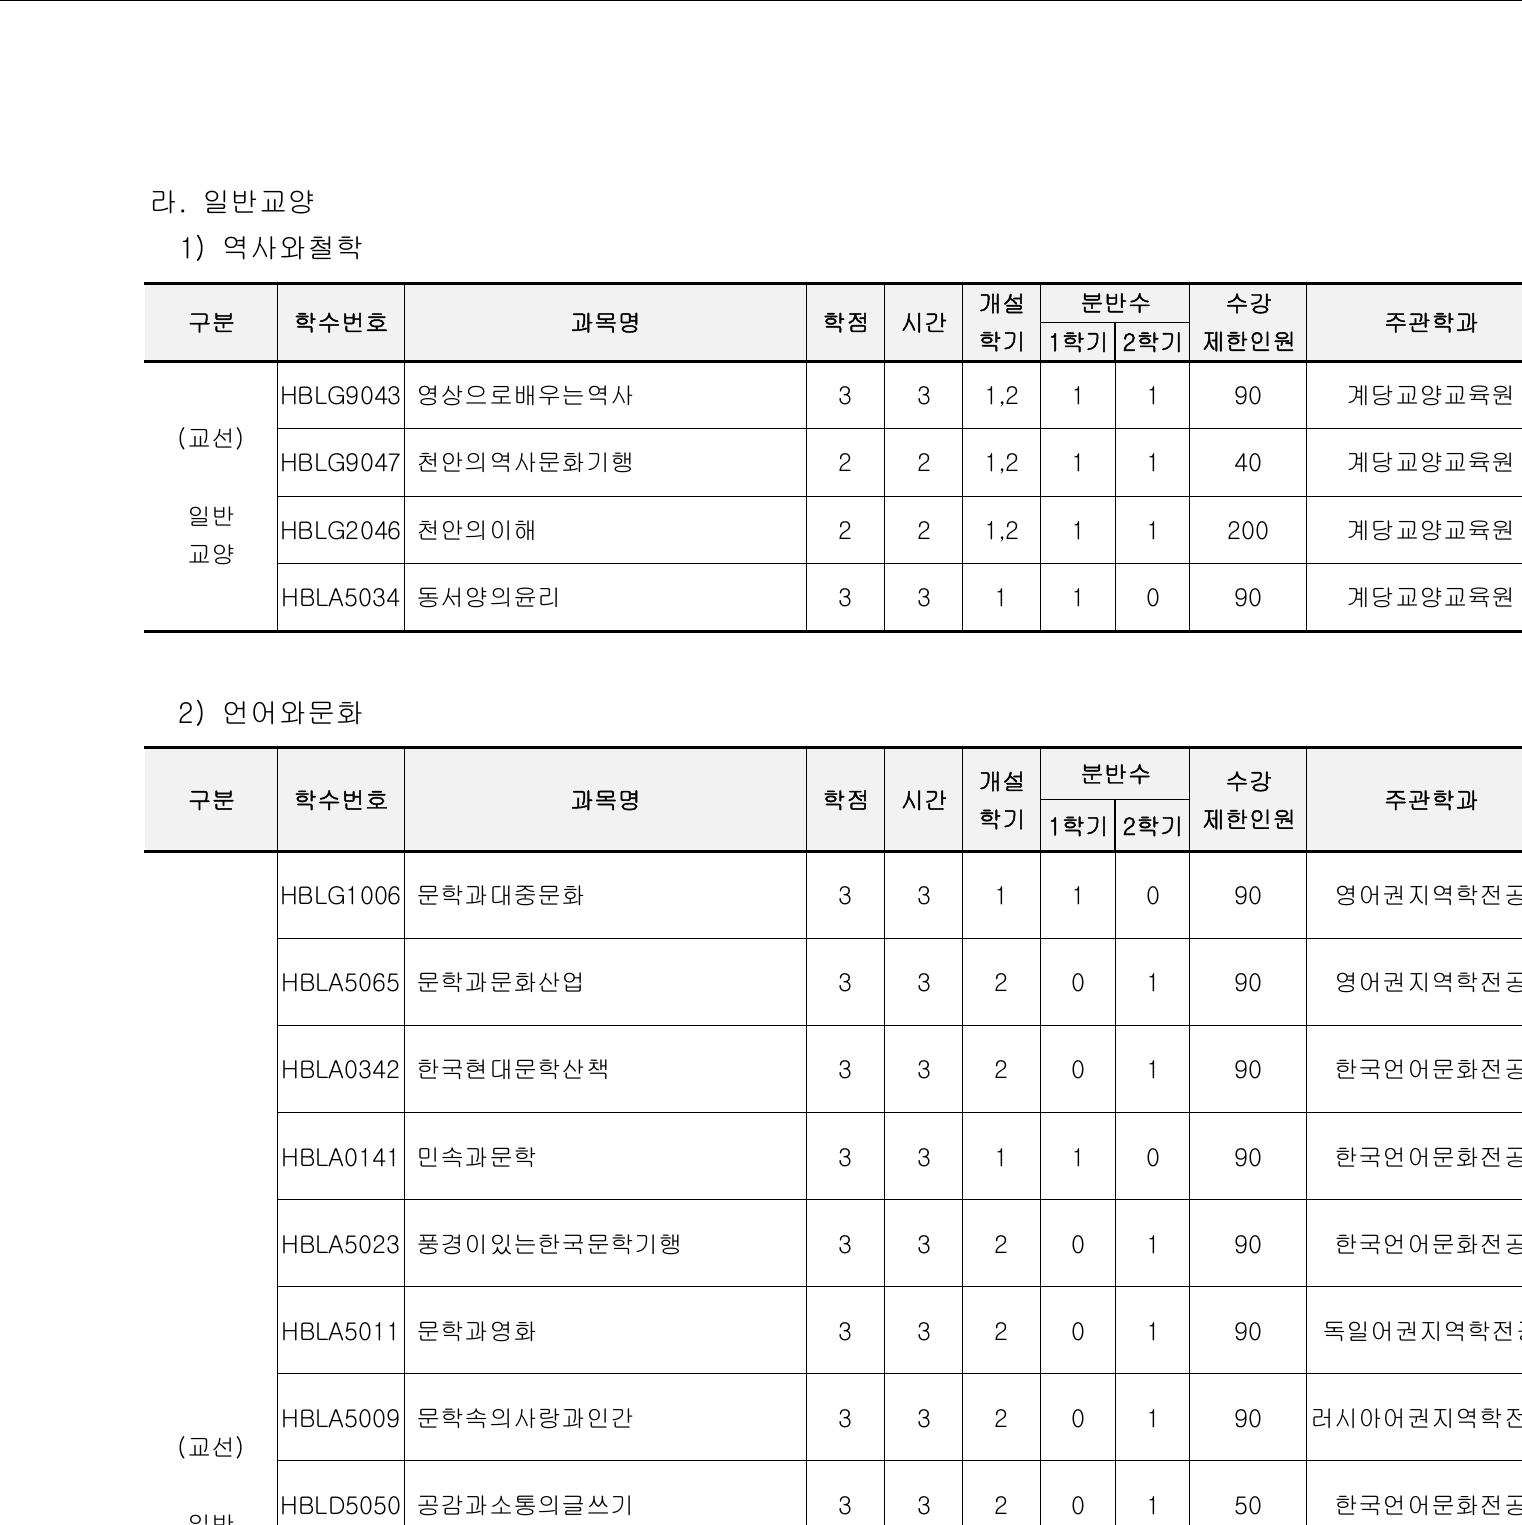 라. 일반교양
1) 역사와철학
구분 학수번호 과목명 학점 시간 개설학기 분반수 1학기 2학기 수강제한인원 주관학과
(교선) 일반교양
HBLG9043 영상으로배우는역사 3 3 1,2 1 1 90 계당교양교육원
HBLG9047 천안의역사문화기행 2 2 1,2 1 1 40 계당교양교육원
HBLG2046 천안의이해 2 2 1,2 1 1 200 계당교양교육원
HBLA5034 동서양의윤리 3 3 1 1 0 90 계당교양교육원
2) 언어와문화
구분 학수번호 과목명 학점 시간 개설학기 분반수 1학기 2학기 수강제한인원 주관학과
HBLG1006 문학과대중문화 3 3 1 1 0 90 영어권지역학전공
HBLA5065 문학과문화산업 3 3 2 0 1 90 영어권지역학전공
HBLA0342 한국현대문학산책 3 3 2 0 1 90 한국언어문화전공
HBLA0141 민속과문학 3 3 1 1 0 90 한국언어문화전공
HBLA5023 풍경이있는한국문학기행 3 3 2 0 1 90 한국언어문화전공
HBLA5011 문학과영화 3 3 2 0 1 90 독일어권지역학전
HBLA5009 문학속의사랑과인간 3 3 2 0 1 90 러시아어권지역학전
(교선)
HBLD5050 공감과소통의글쓰기 3 3 2 0 1 50 한국언어문화전공
일반